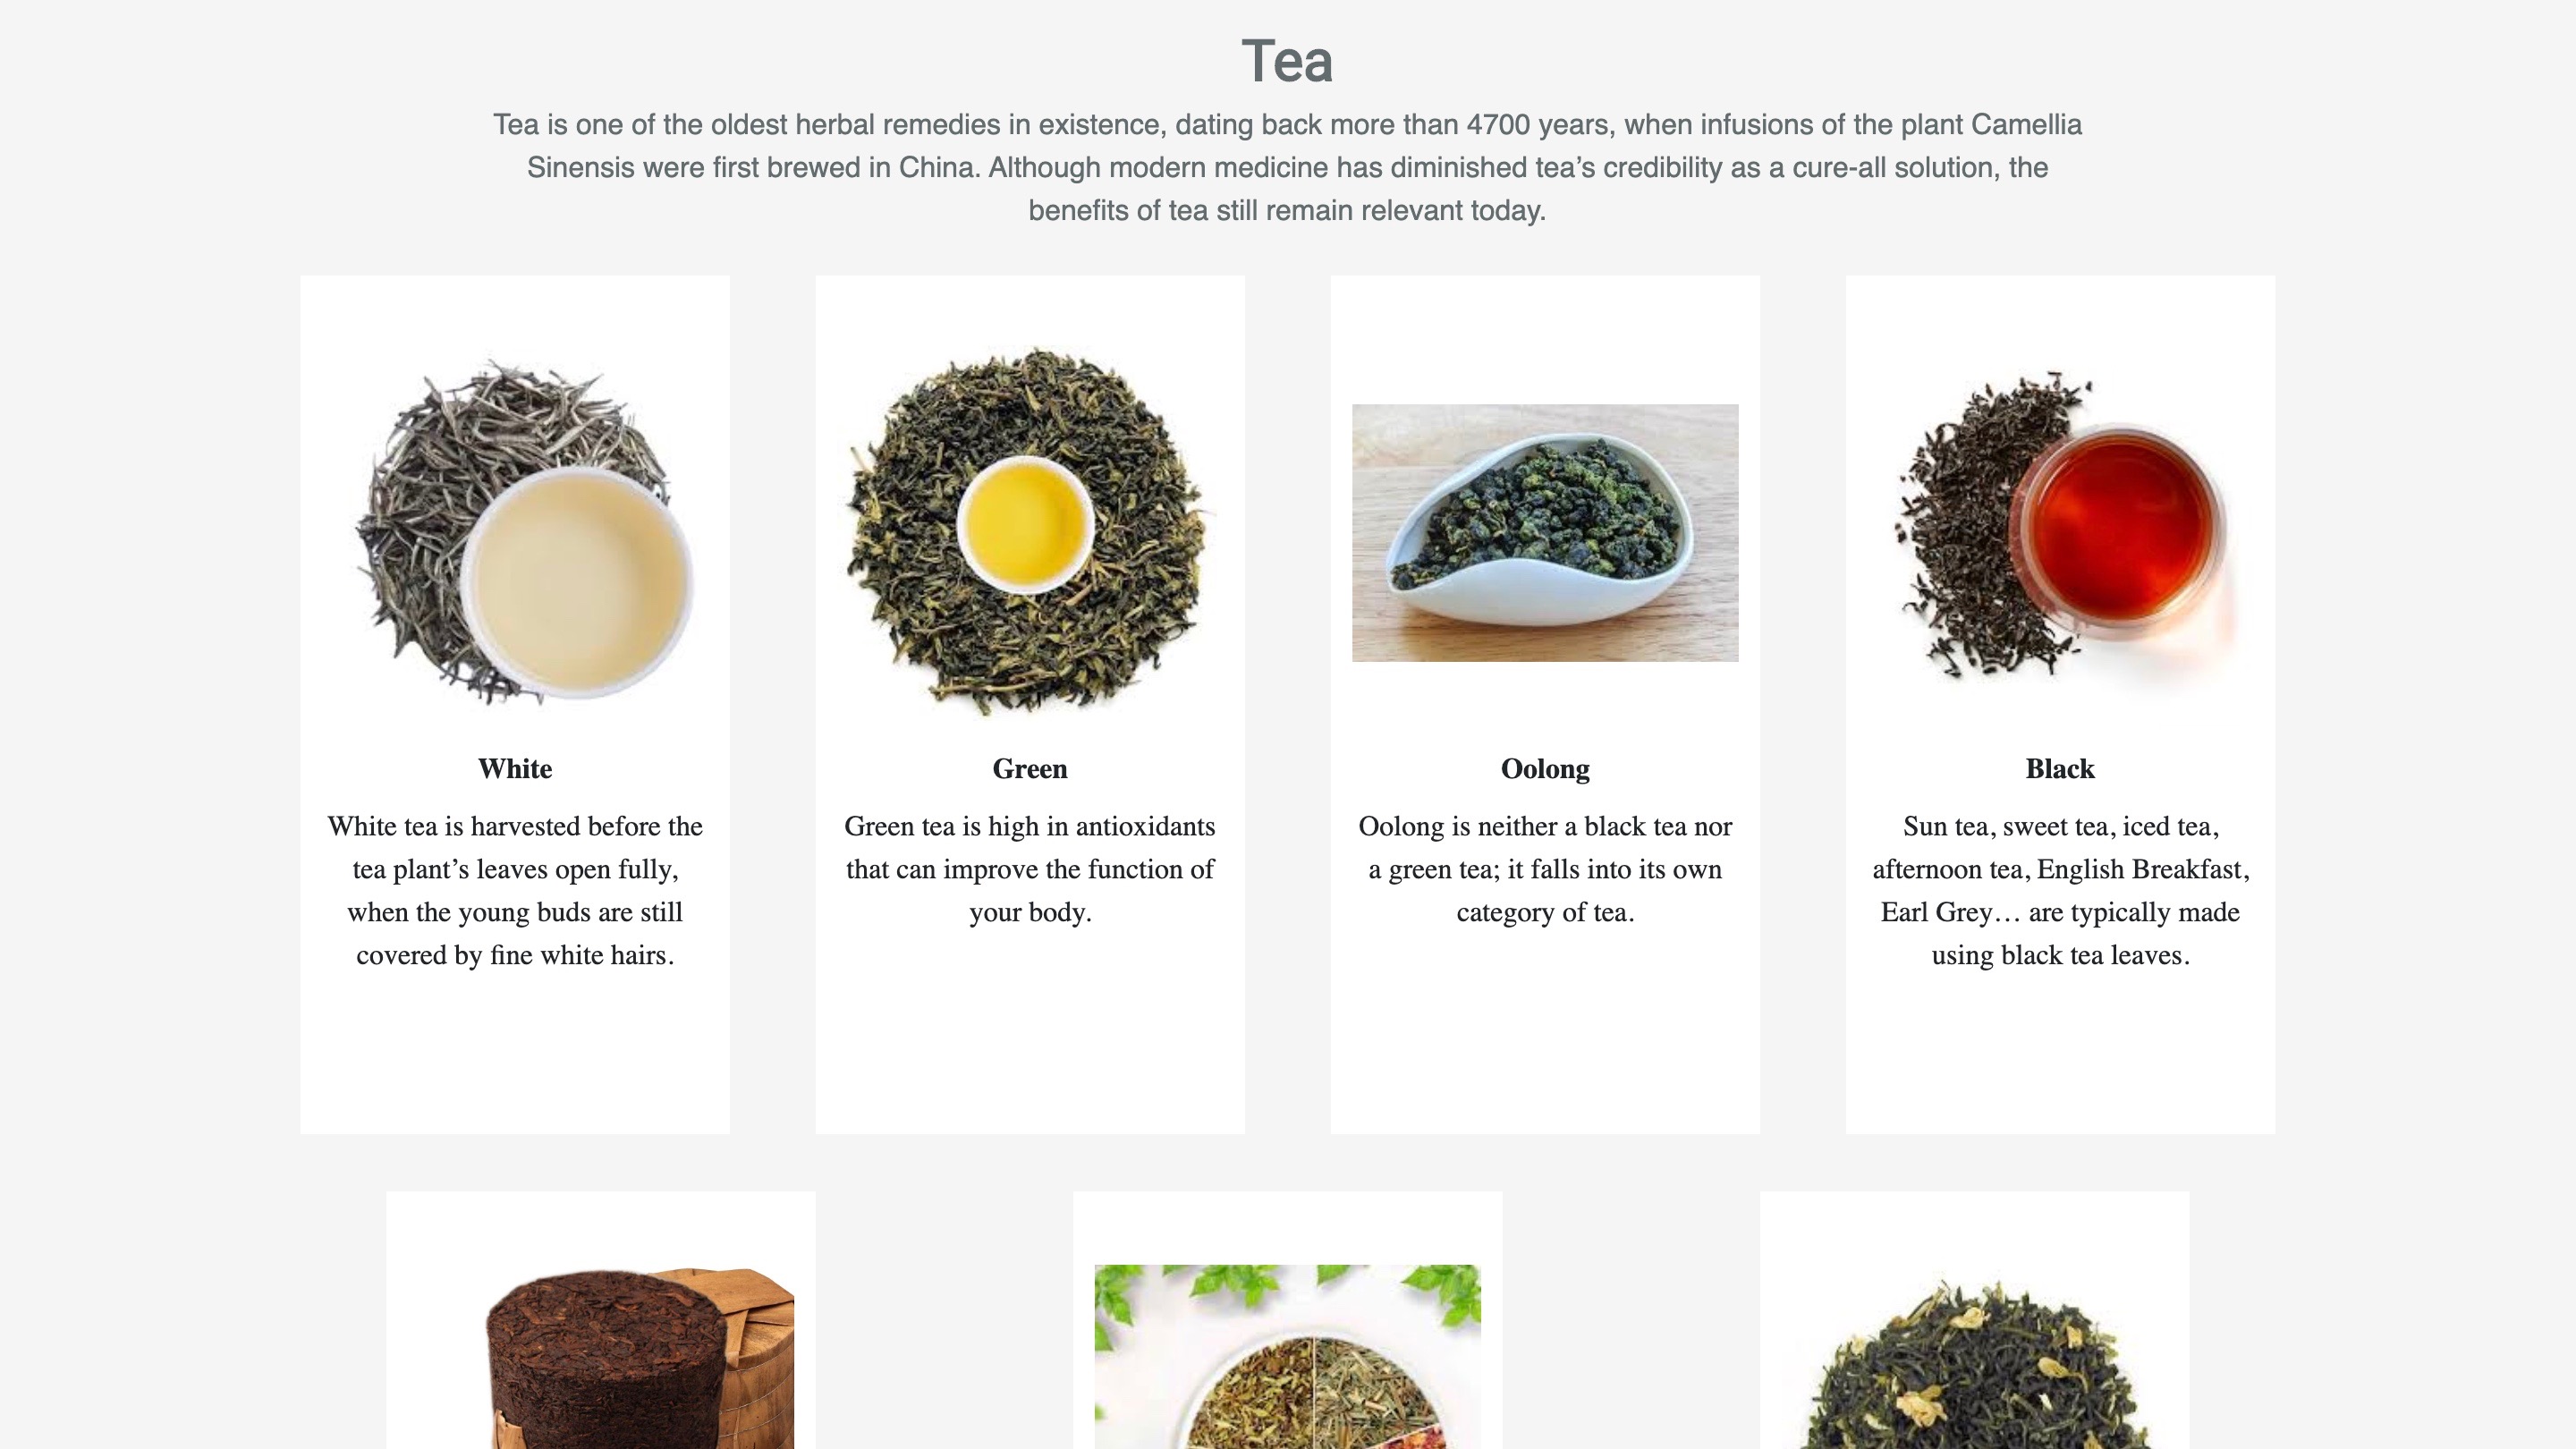 Tea
Tea is one of the oldest herbal remedies in existence, dating back more than 4700 years, when infusions of the plant Camellia
Sinensis were first brewed in China. Although modern medicine has diminished tea’s credibility as a cure-all solution, the
benefits of tea still remain relevant today.
White
White tea is harvested before the
tea plant’s leaves open fully,
when the young buds are still
covered by fine white hairs.
Green
Green tea is high in antioxidants
that can improve the function of
your body.
Oolong
Oolong is neither a black tea nor
a green tea; it falls into its own
category of tea.
Black
Sun tea, sweet tea, iced tea,
afternoon tea, English Breakfast,
Earl Grey… are typically made
using black tea leaves.